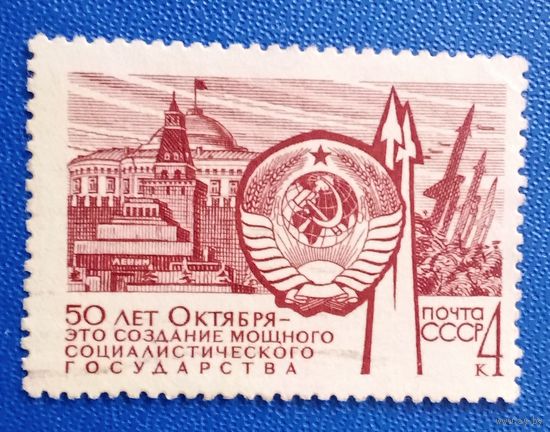 ЛЕНИН
50 ЛЕТ ОКТЯБРЯ-
ЭТО СОЗДАНИЕ МОЩНОГО
СОЦИАЛИСТИЧЕСКОГО
ГОСУДАРСТВА
ПОЧТА
СССР 4
К